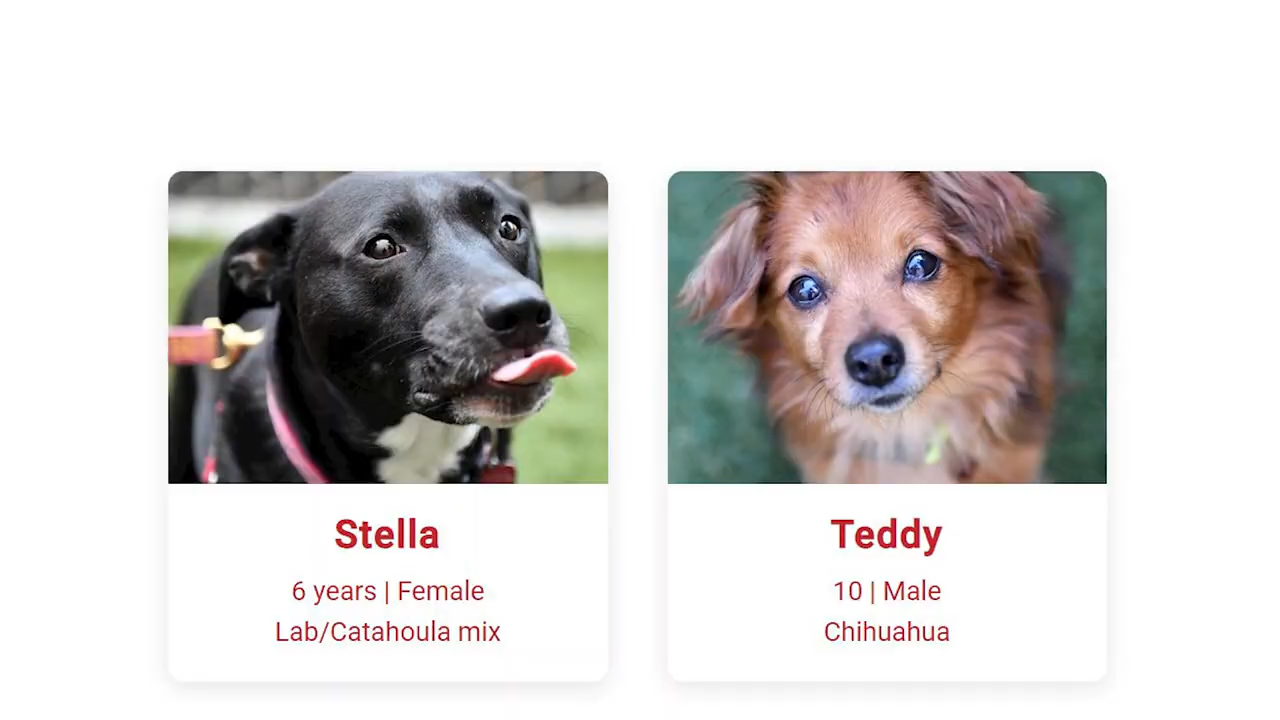 Stella
6 years | Female
Lab/Catahoula mix
Teddy
10 | Male
Chihuahua